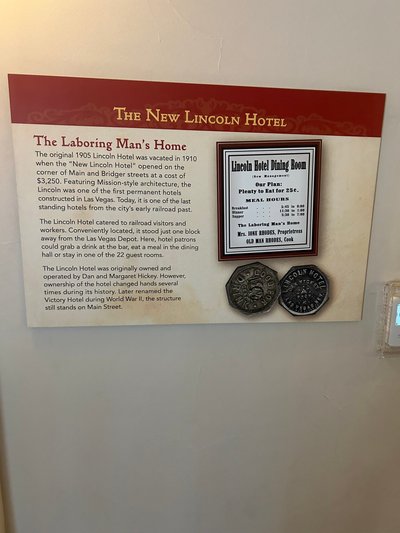 THE NEW LINCOLN HOTEL
The Laboring Man's Home
The original 1905 Lincoln Hotel was vacated in 1910
when the "New Lincoln Hotel" opened on the
corner of Main and Bridger streets at a cost of
$3,250. Featuring Mission-style architecture, the
Lincoln was one of the first permanent hotels
constructed in Las Vegas. Today, it is one of the last
standing hotels from the city's early railroad past.
The Lincoln Hotel catered to railroad visitors and
workers. Conveniently located, it stood just one block
away from the Las Vegas Depot. Here, hotel patrons
could grab a drink at the bar, eat a meal in the dining
hall or stay in one of the 22 guest rooms.
The Lincoln Hotel was originally owned and
operated by Dan and Margaret Hickey. However,
ownership of the hotel changed hands several
times during its history. Later renamed the
Victory Hotel during World War II, the structure
still stands on Main Street.
Lincoln Hotel Dining Room
(New Management)
Our Plan:
Plenty to Eat for 25c.
MEAL HOURS
Breakfast
Dinner
Supper
The Laboring Man's Home
Mrs. RHODES, Proprietress
OLD MAN RHODES, Cook
LINCOLN HOTEL